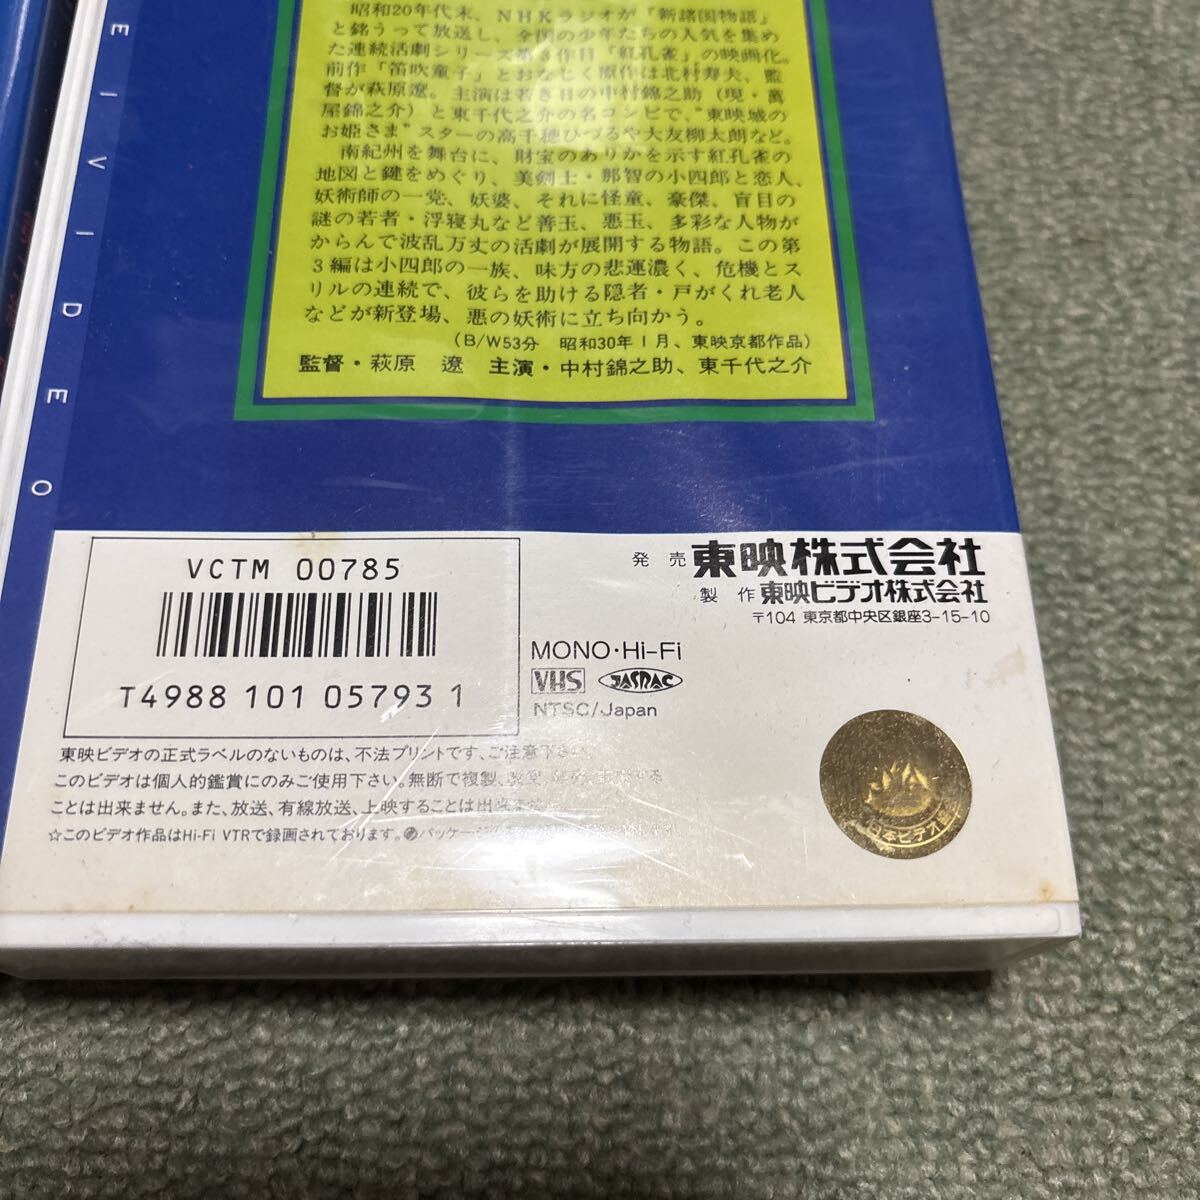 EIVIDEO
昭和20年代末、NHKラジオが「新諸国物語」
と銘うって放送し、全国の少年たちの人気を集め
た連続活劇シリーズ第3作目「紅孔雀」の映画化。
前作「笛吹童子」とおなじく原作は北村寿夫、監
督が萩原遼。主演は若き日の中村錦之助(現・萬
屋錦之介)と東千代之介の名コンビで、"東映城の
お姫さま"スターの高千穂ひづるや大友柳太朗など。
南紀州を舞台に、財宝のありかを示す紅孔雀の
地図と鍵をめぐり、美剣士・那智の小四郎と恋人、
妖術師の一党、妖婆、それに怪童、豪傑、盲目の
謎の若者・浮寝丸など善玉、悪玉、多彩な人物が
からんで波乱万丈の活劇が展開する物語。この第
3編は小四郎の一族、味方の悲運濃く、危機とス
リルの連続で、彼らを助ける隠者・戸がくれ老人
などが新登場、悪の妖術に立ち向かう。
(B/W53分 昭和30年1月、東映京都作品)
監督・萩原 遼 主演・中村錦之助、東千代之介
VCTM 00785
T4988 101 05793 1
発売 東映株式会社
製作 東映ビデオ株式会社
〒104 東京都中央区銀座3-15-10
MONO・Hi-Fi
VHS JASRAC
NTSC/Japan
東映ビデオの正式ラベルのないものは、不法プリントです。ご注意下さい。
このビデオは個人的鑑賞にのみご使用下さい。無断で複製、
ことは出来ません。また、放送、有線放送、上映することは出来ません
☆このビデオ作品はHi-Fi VTRで録画されております。パッケージ
日本ビデオ